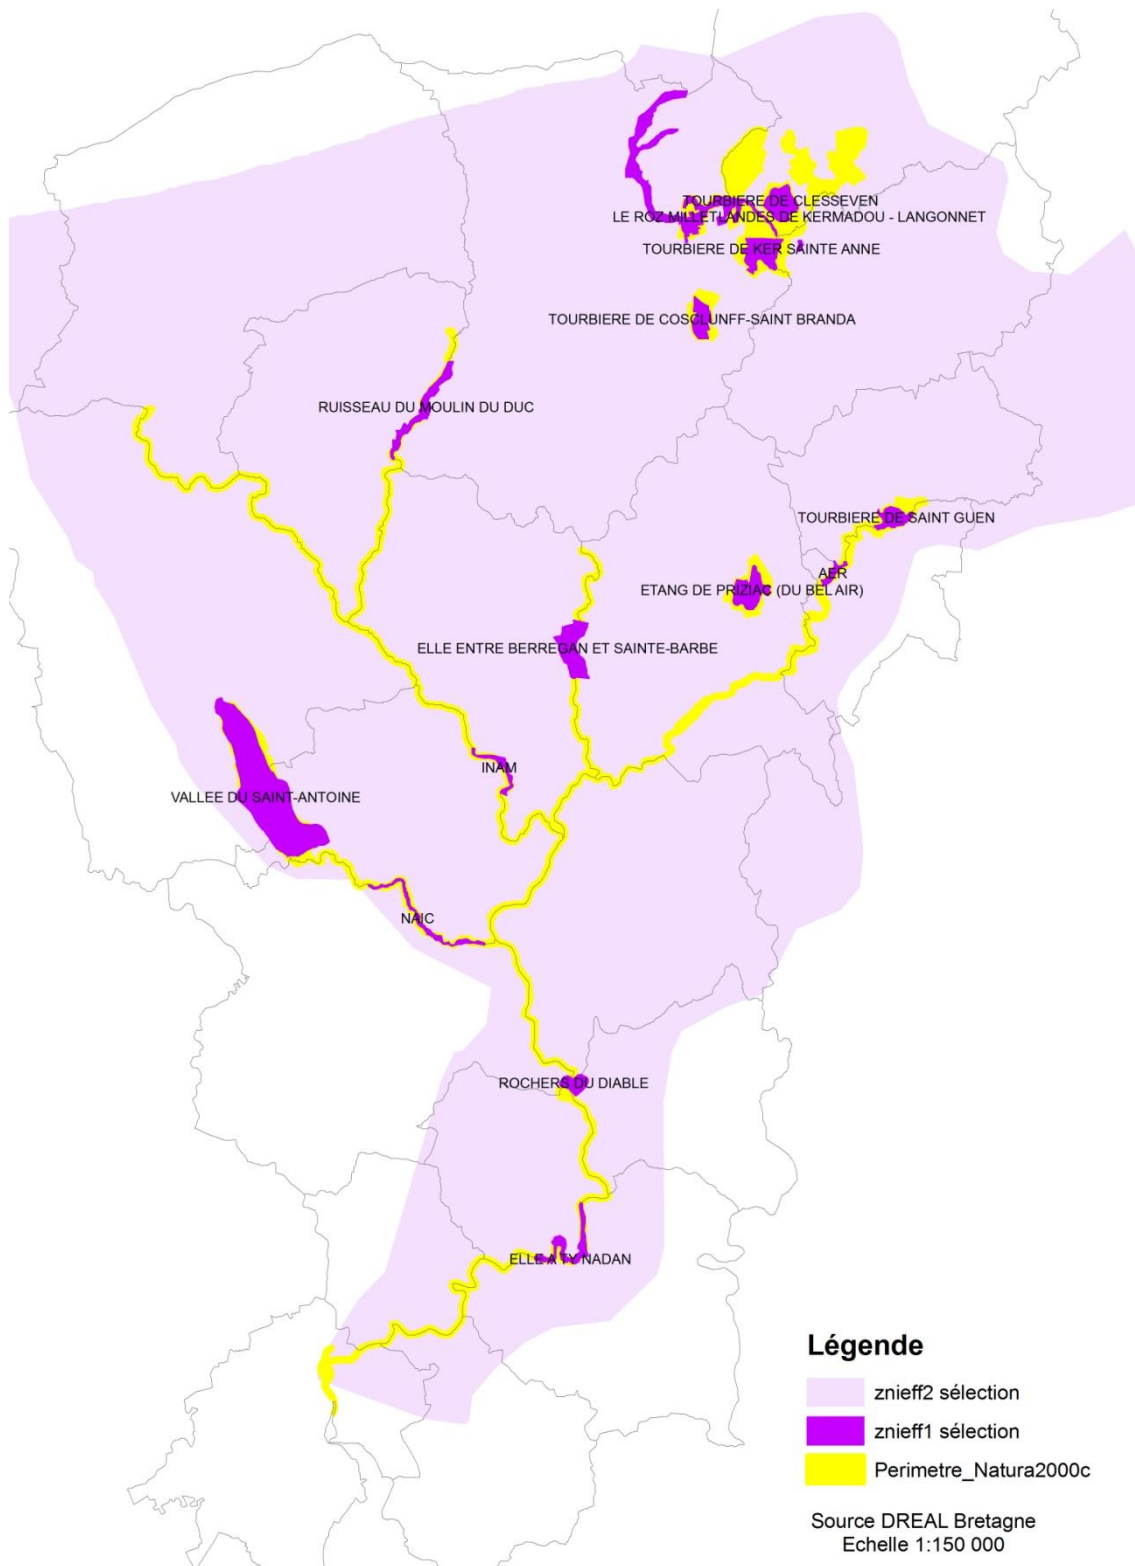 TOURBIERE DE CLESSEVEN
LE ROZ MILLETLANDES DE KERMADOU - LANGONNET
TOURBIERE DE KER SAINTE ANNE
TOURBIERE DE COSCLUNFF-SAINT BRANDA
RUISSEAU DU MOULIN DU DUC
TOURBIERE DE SAINT GUEN
AER
ETANG DE PRIZIAC (DU BEL AIR)
ELLE ENTRE BERREGAN ET SAINTE-BARBE
INAM
VALLEE DU SAINT-ANTOINE
NAIC
ROCHERS DU DIABLE
ELLE A TY NADAN
Légende
znieff2 sélection
znieff1 sélection
Perimetre_Natura2000c
Source DREAL Bretagne
Echelle 1:150 000